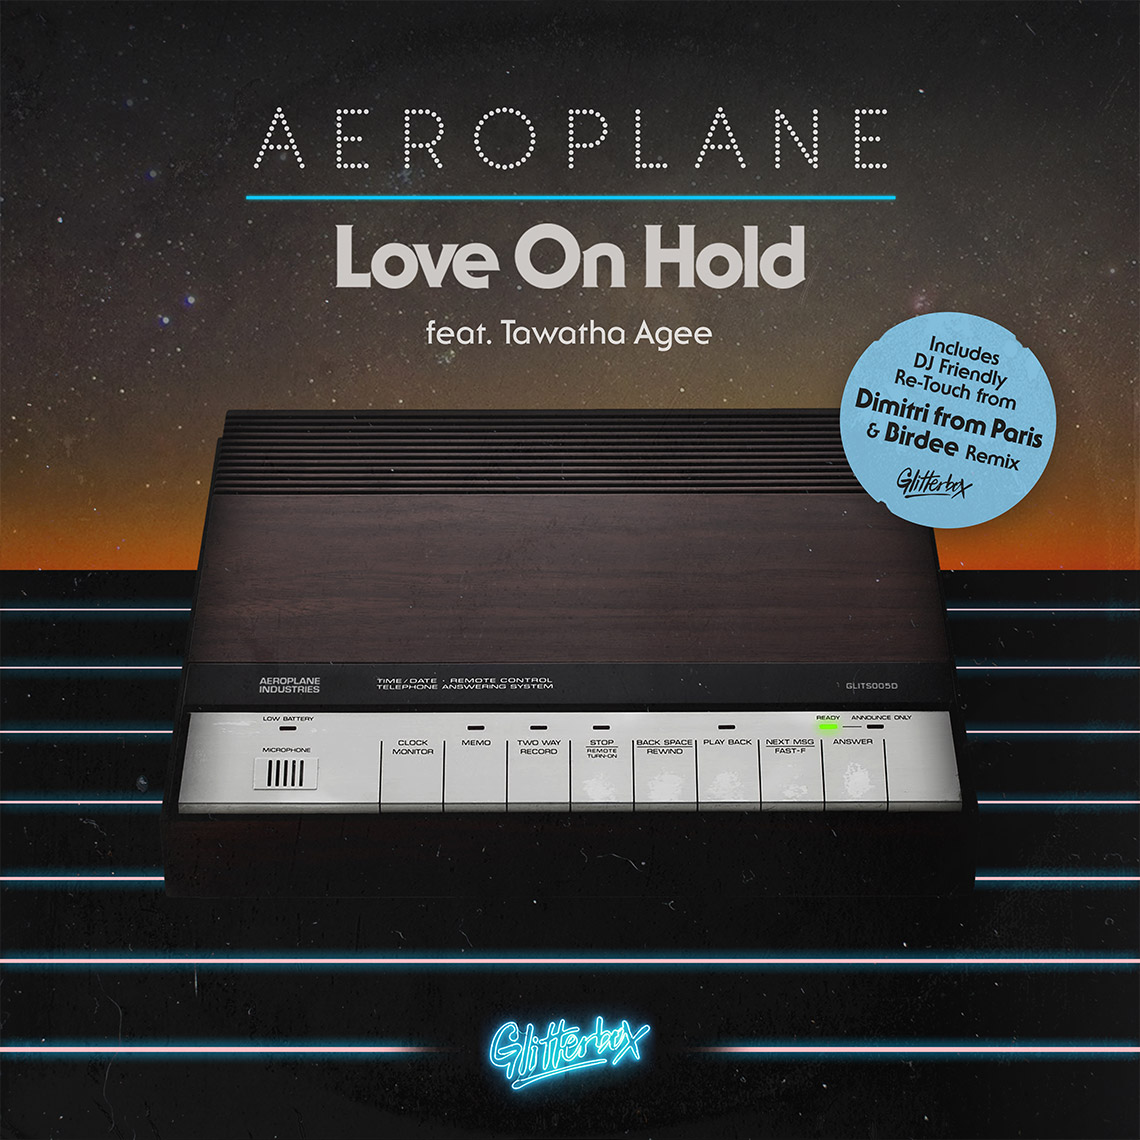 AEROPLANE
Love On Hold
feat. Tawatha Agee
Includes
DJ Friendly
Re-Touch from
Dimitri from Paris
& Birdee Remix
Glitterbox
AEROPLANE
INDUSTRIES
TIME/DATE · REMOTE CONTROL
TELEPHONE ANSWERING SYSTEM
GLITS005D
LOW BATTERY
READY
ANNOUNCE ONLY
MICROPHONE
CLOCK
MONITOR
MEMO
TWO WAY
RECORD
STOP
REMOTE
TURN-ON
BACK SPACE
REWIND
PLAY BACK
NEXT MSG
FAST-F
ANSWER
Glitterbox